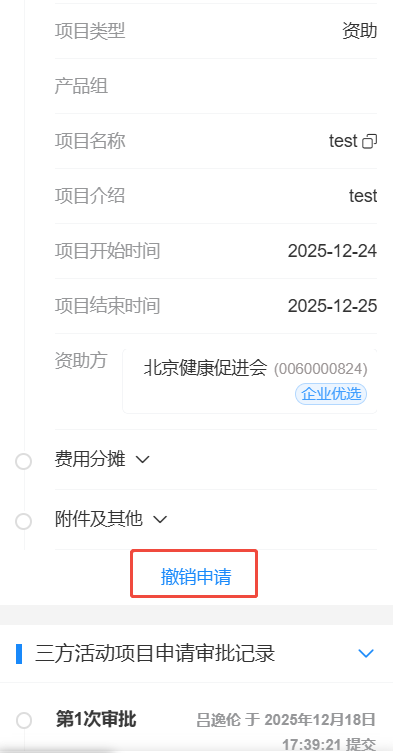 项目类型 资助
产品组
项目名称 test
项目介绍 test
项目开始时间 2025-12-24
项目结束时间 2025-12-25
资助方 北京健康促进会 (0060000824)
企业优选
费用分摊
附件及其他
撤销申请
三方活动项目申请审批记录
第1次审批 吕逸伦 于 2025年12月18日
17:39:21 提交